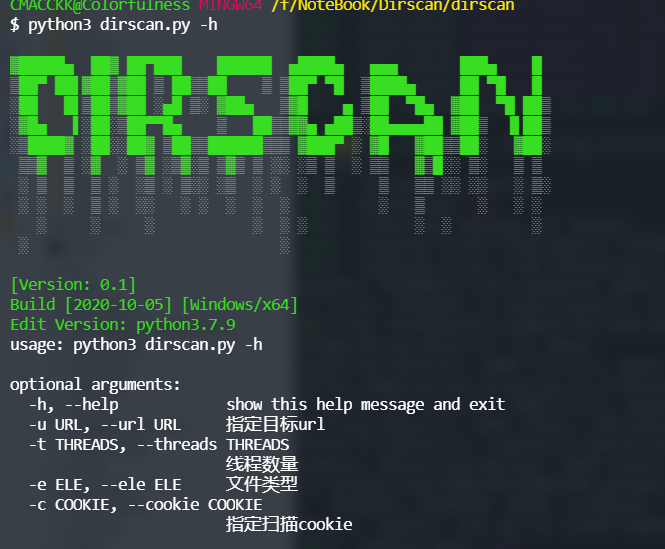 CMACCKK@Colorfulness MINGW64 /f/NoteBook/Dirscan/dirscan
$ python3 dirscan.py -h
DIRSCAN
[Version: 0.1]
Build [2020-10-05] [Windows/x64]
Edit Version: python3.7.9
usage: python3 dirscan.py -h
optional arguments:
-h, --help show this help message and exit
-u URL, --url URL 指定目标url
-t THREADS, --threads THREADS
线程数量
-e ELE, --ele ELE 文件类型
-c COOKIE, --cookie COOKIE
指定扫描cookie